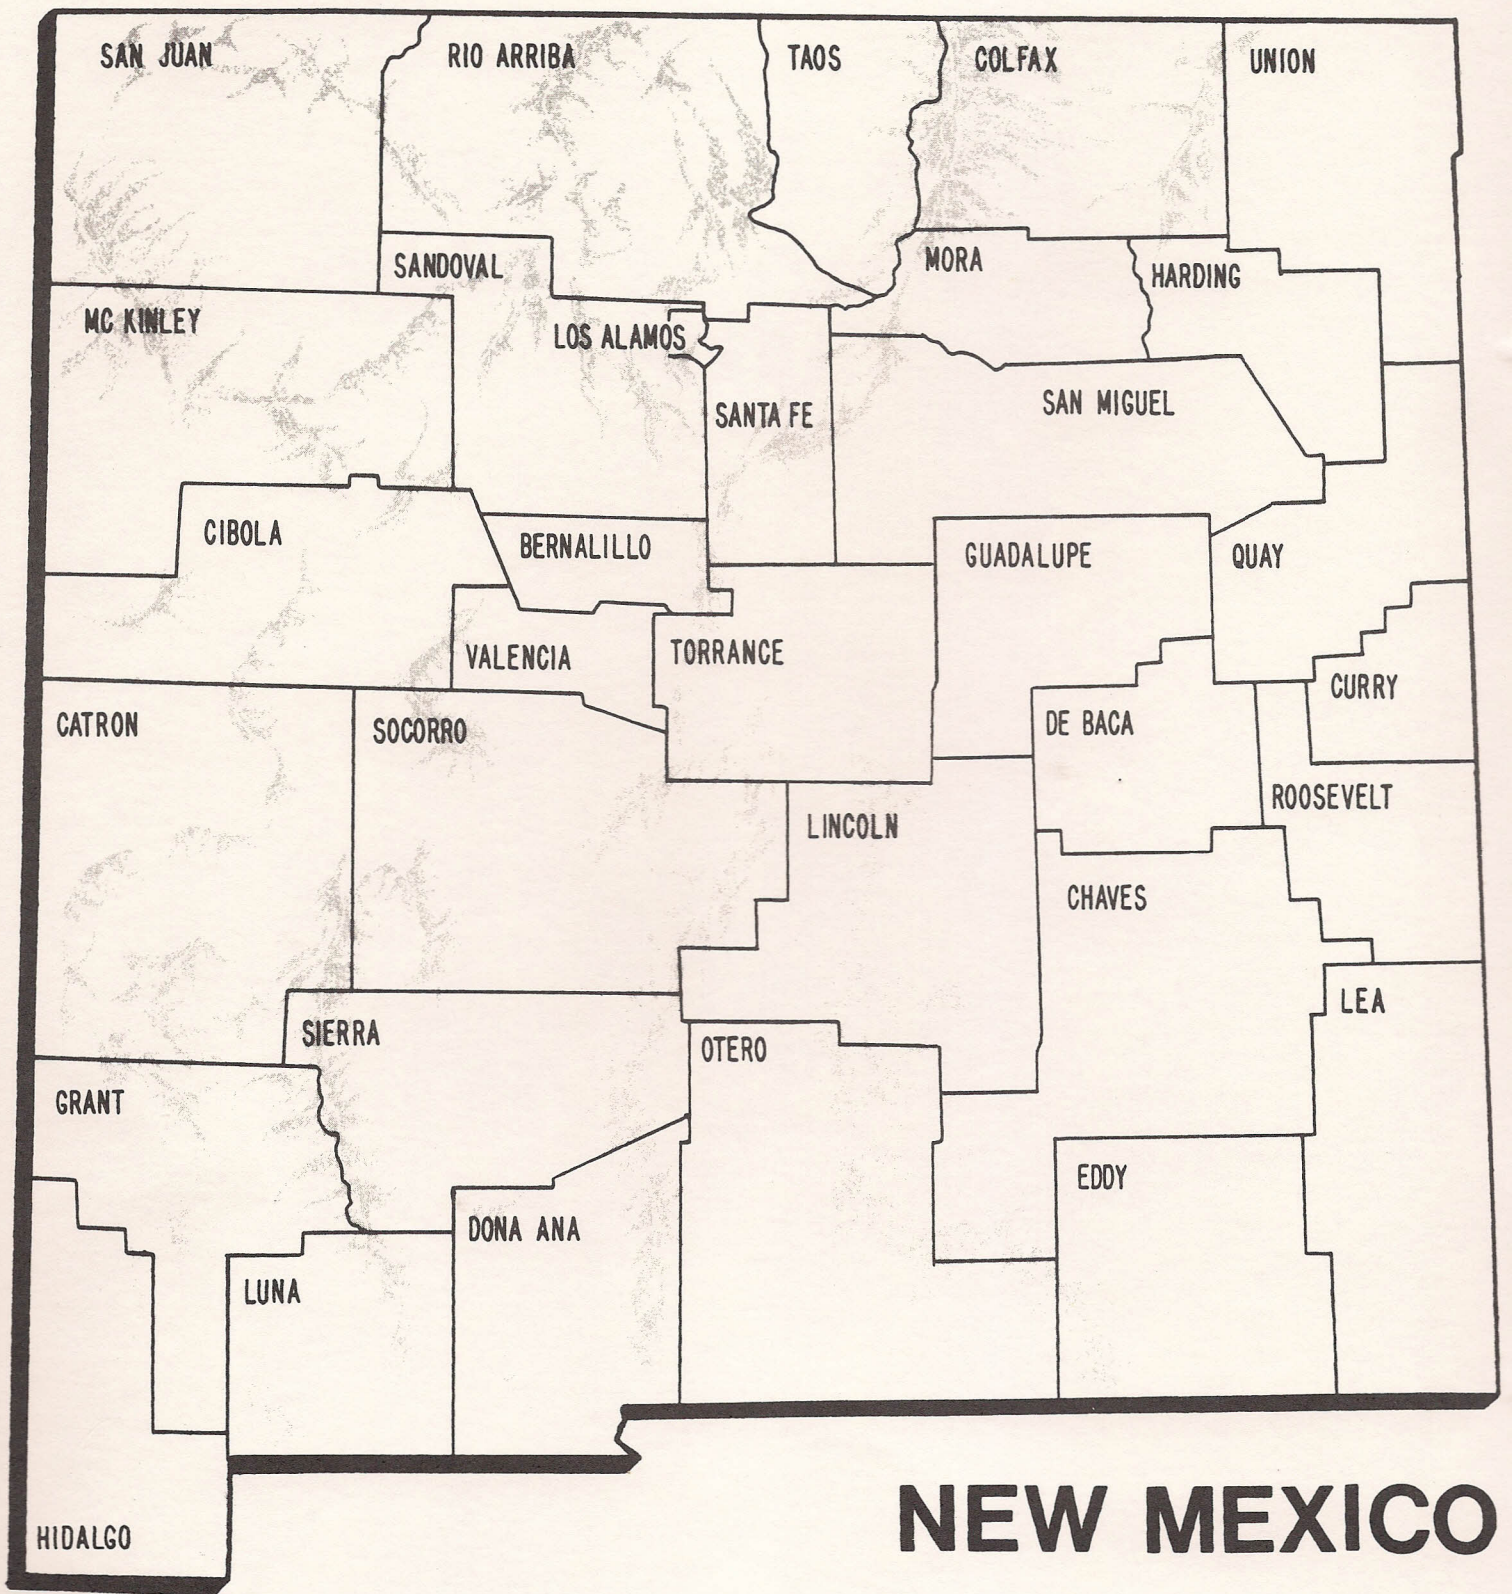 SAN JUAN
RIO ARRIBA
TAOS
COLFAX
UNION
SANDOVAL
MORA
HARDING
MC KINLEY
LOS ALAMOS
SANTA FE
SAN MIGUEL
CIBOLA
BERNALILLO
GUADALUPE
QUAY
VALENCIA
TORRANCE
CURRY
CATRON
SOCORRO
DE BACA
ROOSEVELT
LINCOLN
CHAVES
LEA
SIERRA
OTERO
GRANT
EDDY
DONA ANA
LUNA
HIDALGO
NEW MEXICO